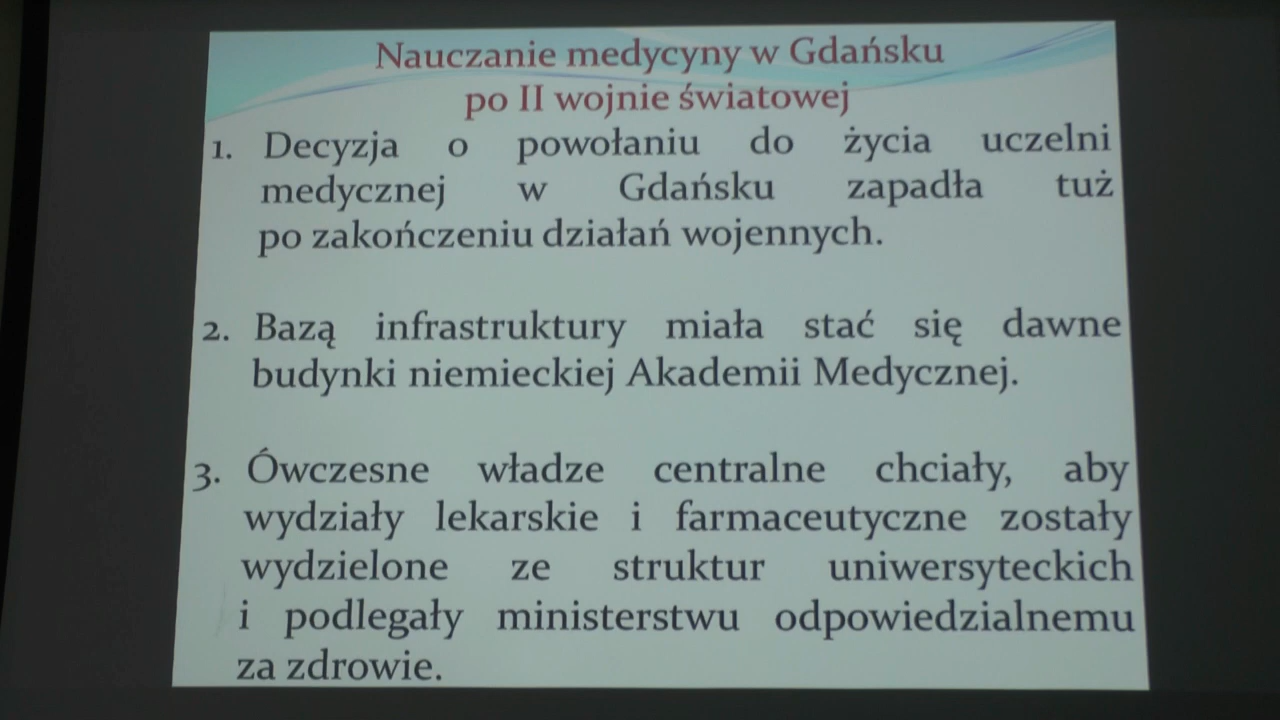 Nauczanie medycyny w Gdańsku
po II wojnie światowej
1. Decyzja o powołaniu do życia uczelni
medycznej w Gdańsku zapadła tuż
po zakończeniu działań wojennych.
2. Bazą infrastruktury miała stać się dawne
budynki niemieckiej Akademii Medycznej.
3. Ówczesne władze centralne chciały, aby
wydziały lekarskie i farmaceutyczne zostały
wydzielone ze struktur uniwersyteckich
i podlegały ministerstwu odpowiedzialnemu
za zdrowie.